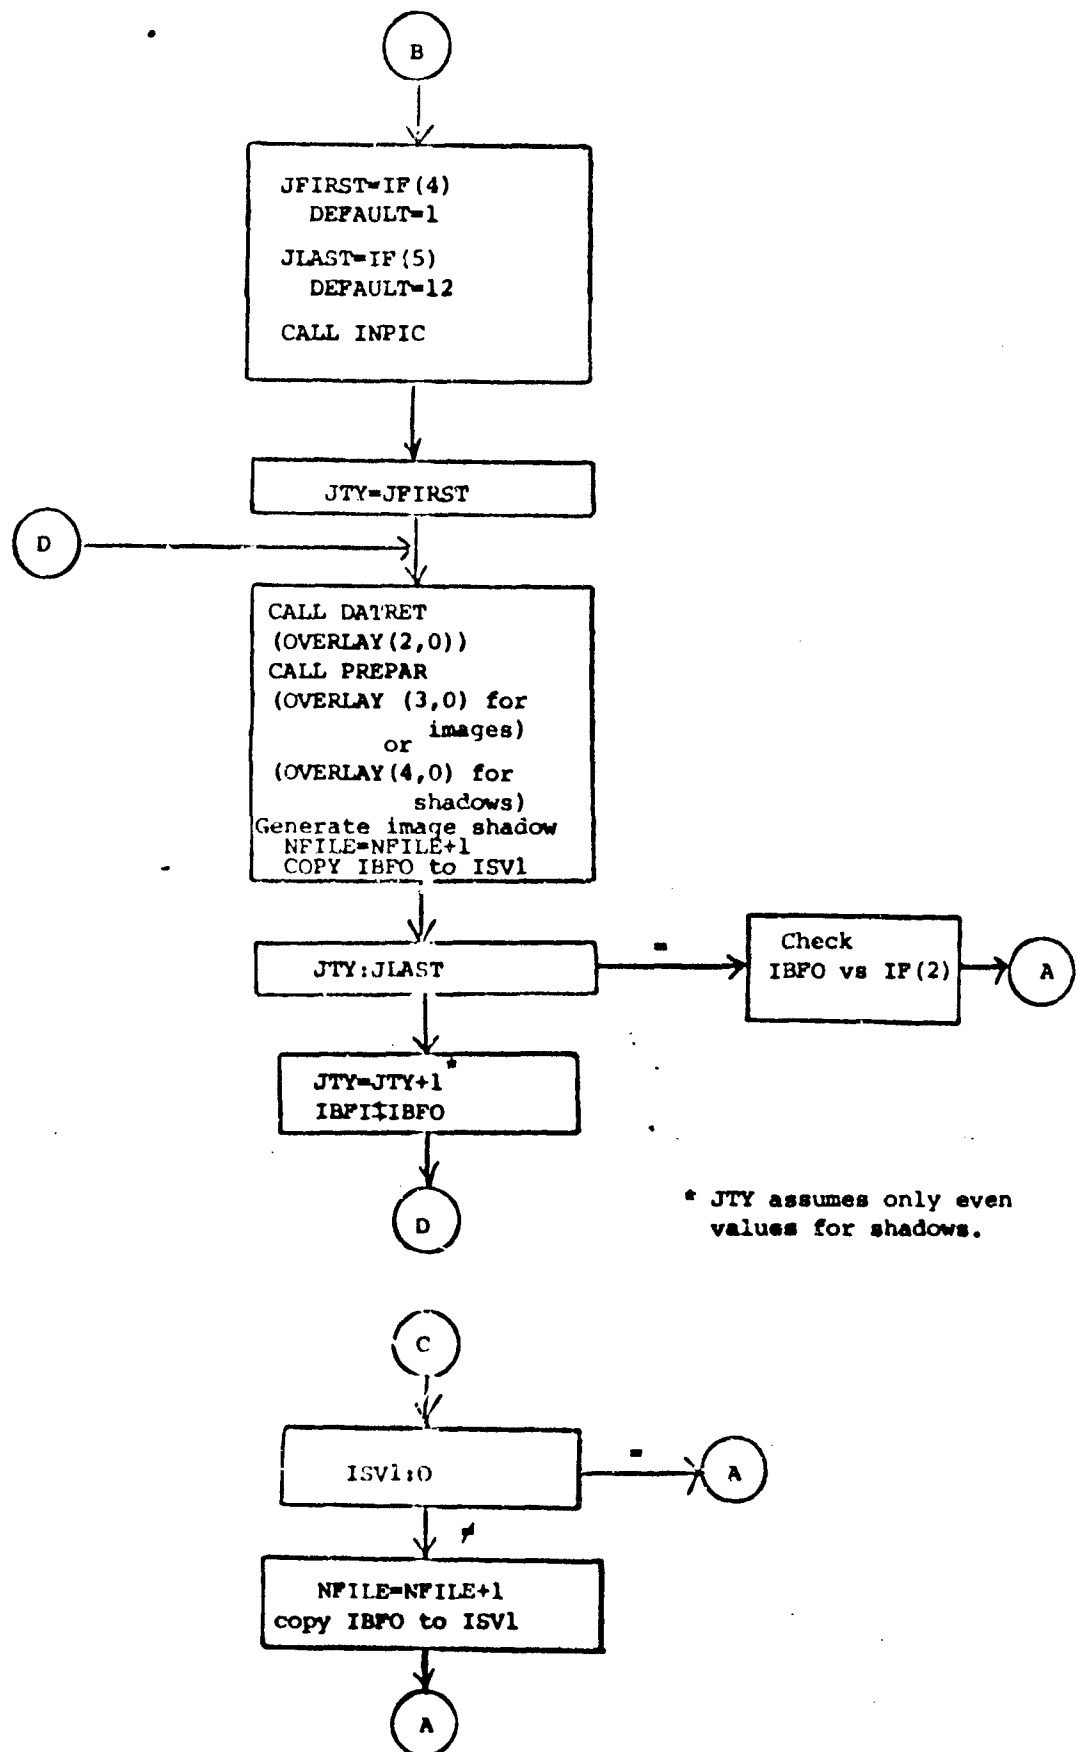 B
JFIRST=IF(4)
DEFAULT=1
JLAST=IF(5)
DEFAULT=12
CALL INPIC
JTY=JFIRST
D
CALL DATRET
(OVERLAY(2,0))
CALL PREPAR
(OVERLAY (3,0) for
images)
or
(OVERLAY(4,0) for
shadows)
Generate image shadow
NFILE=NFILE+1
COPY IBFO to ISV1
JTY:JLAST
=
Check
IBFO vs IF(2)
A
JTY=JTY+1*
IBFI‡IBFO
D
* JTY assumes only even
values for shadows.
C
ISV1:0
=
A
≠
NFILE=NFILE+1
copy IBFO to ISV1
A